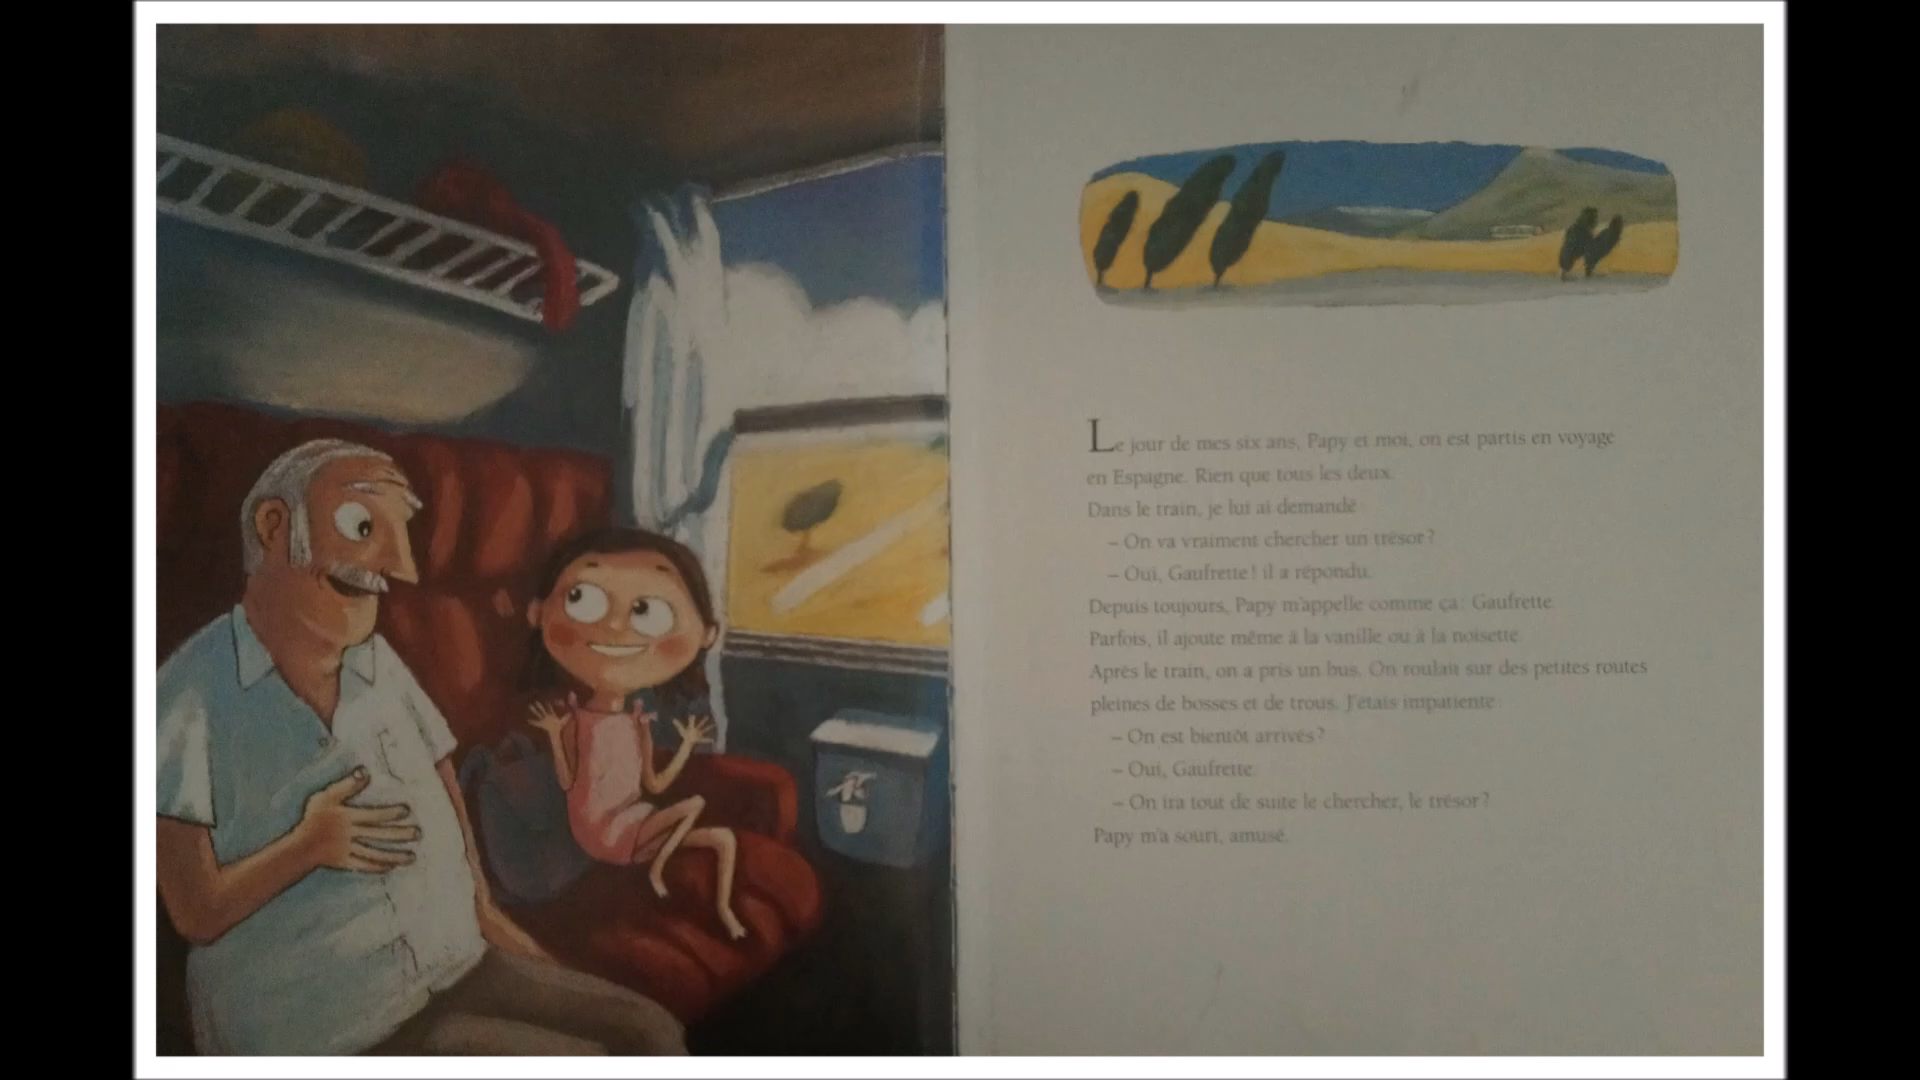 Le jour de mes six ans, Papy et moi, on est partis en voyage
en Espagne. Rien que tous les deux.
Dans le train, je lui ai demandé :
– On va vraiment chercher un trésor ?
– Oui, Gaufrette ! il a répondu.
Depuis toujours, Papy m'appelle comme ça : Gaufrette.
Parfois, il ajoute même à la vanille ou à la noisette.
Après le train, on a pris un bus. On roulait sur des petites routes
pleines de bosses et de trous. J'étais impatiente :
– On est bientôt arrivés ?
– Oui, Gaufrette.
– On ira tout de suite le chercher, le trésor ?
Papy m'a souri, amusé.